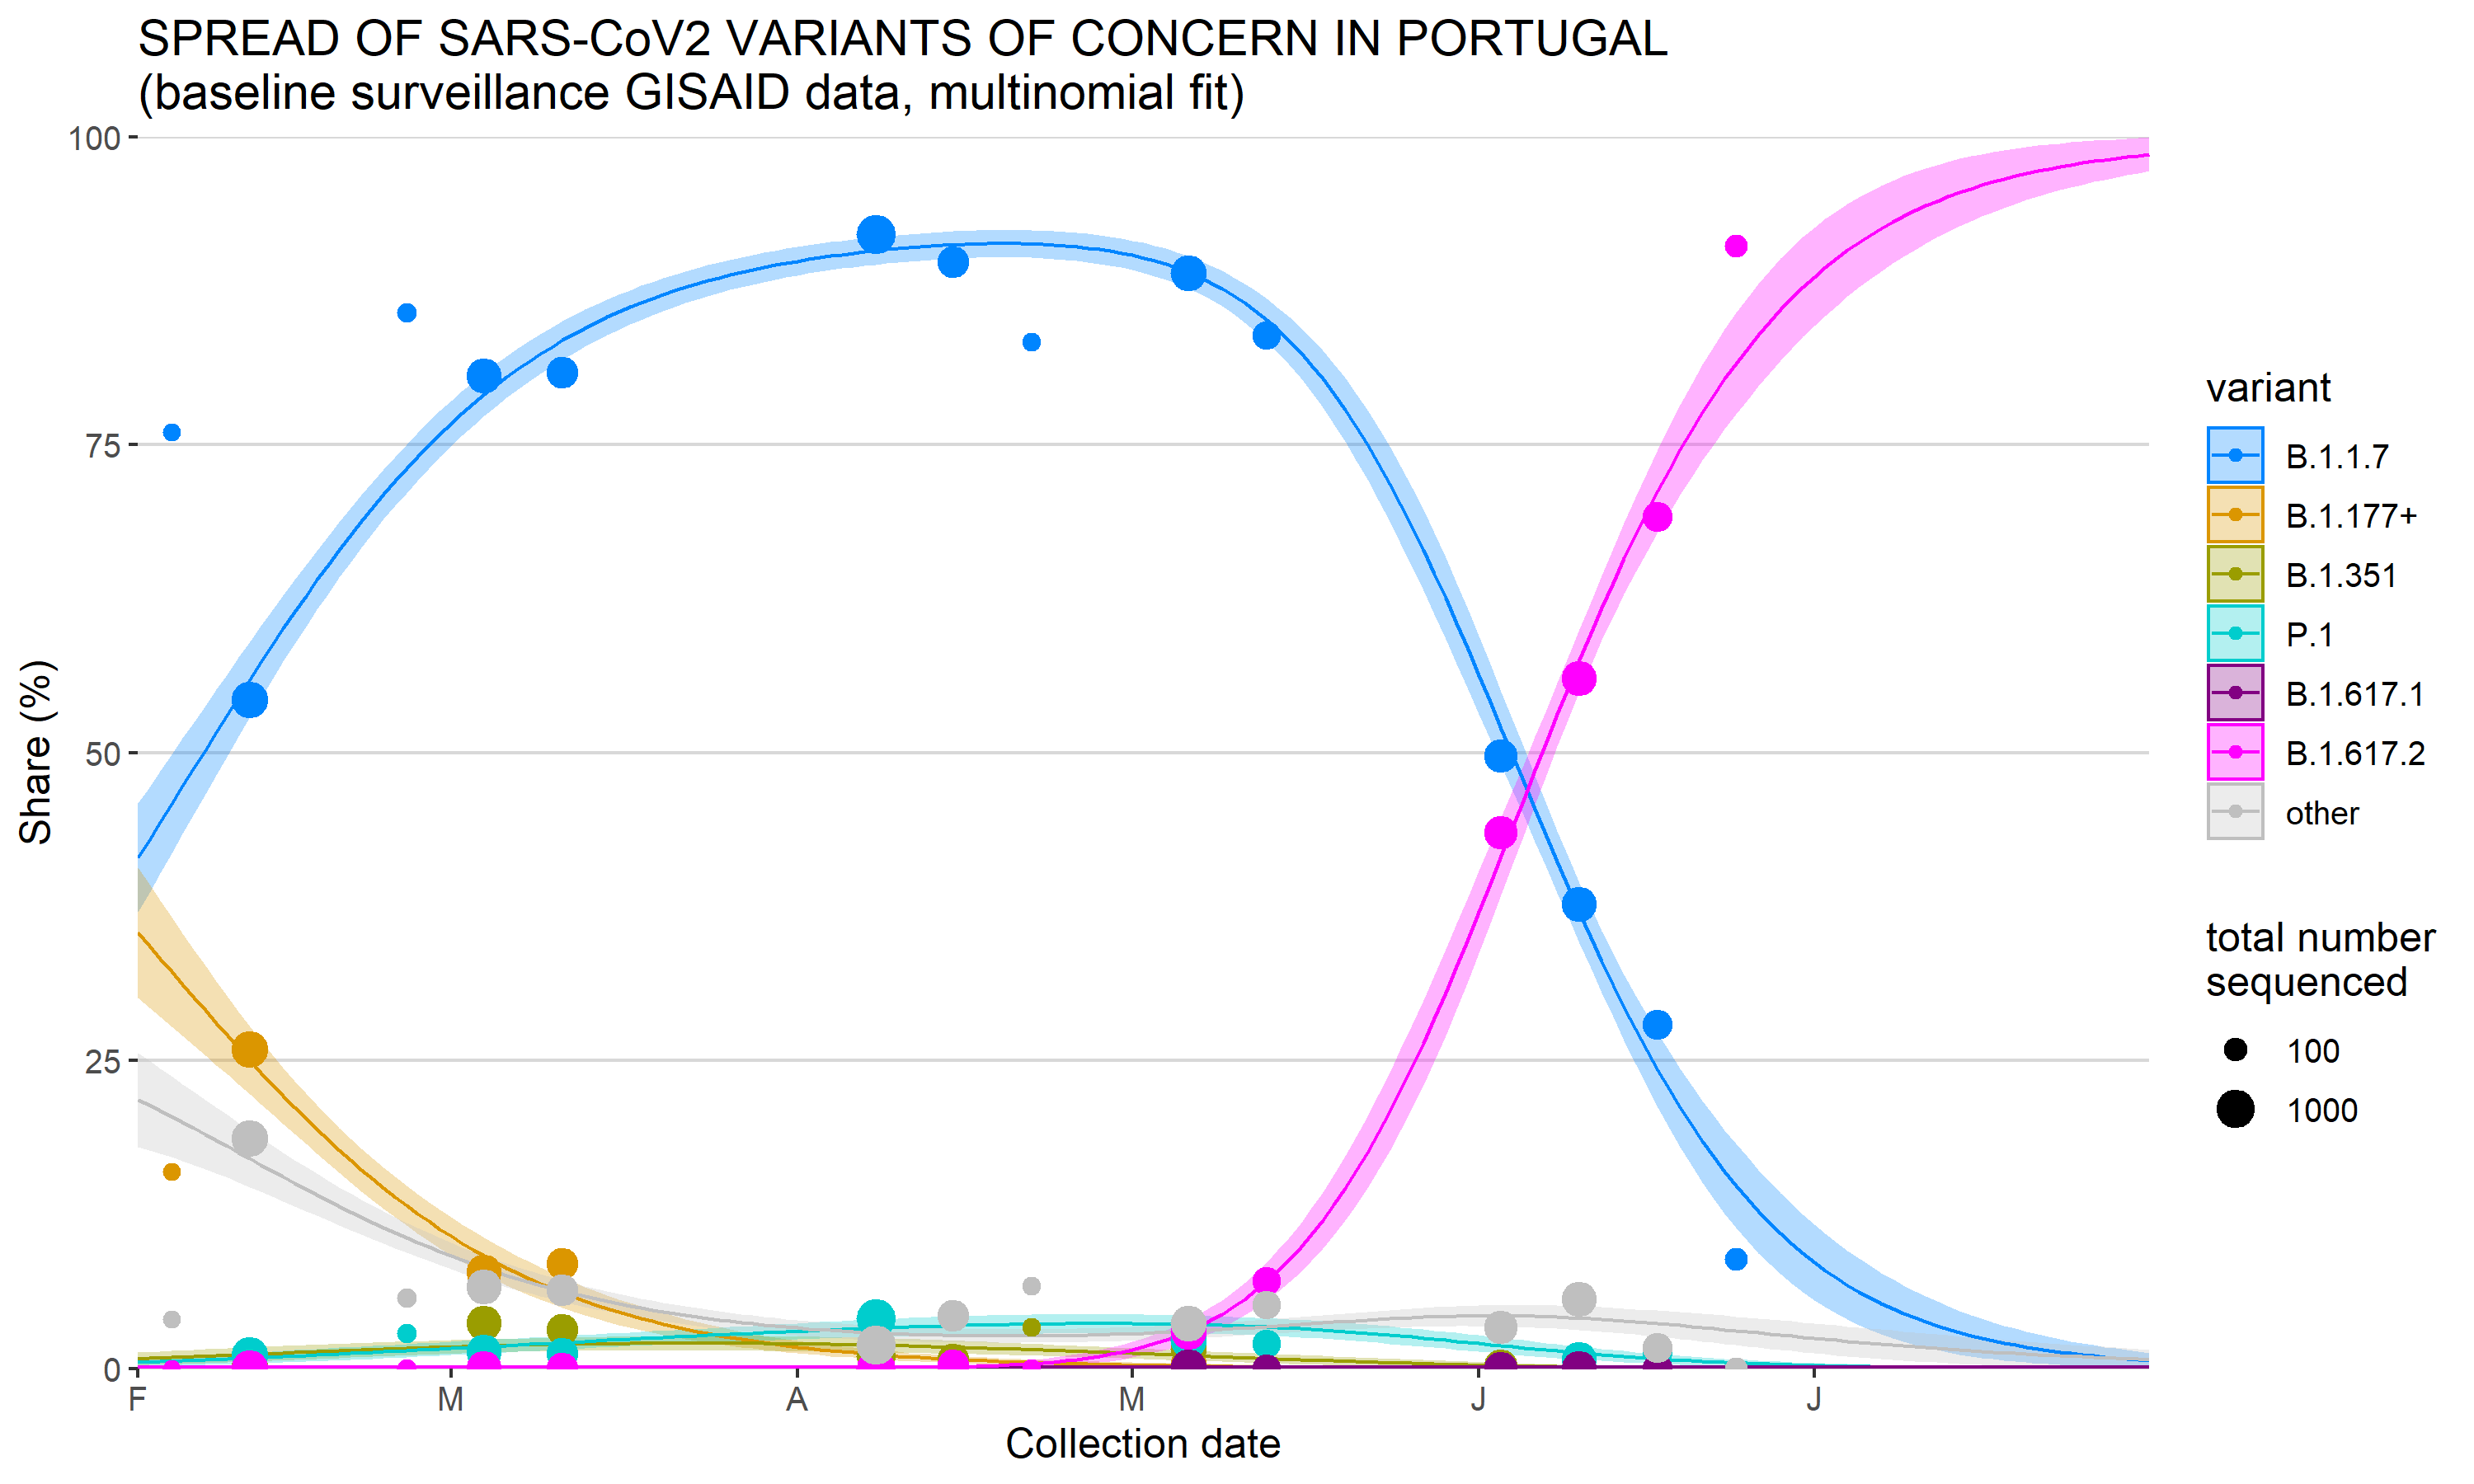 SPREAD OF SARS-CoV2 VARIANTS OF CONCERN IN PORTUGAL
(baseline surveillance GISAID data, multinomial fit)
100
75
50
25
0
Share (%)
F M A M J J
Collection date
variant
B.1.1.7
B.1.177+
B.1.351
P.1
B.1.617.1
B.1.617.2
other
total number
sequenced
100
1000